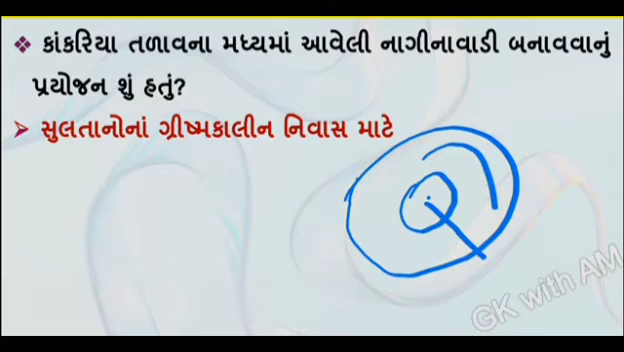 ❖ કાંકરિયા તળાવના મધ્યમાં આવેલી નાગીનાવાડી બનાવવાનું
પ્રયોજન શું હતું?
➢ સુલતાનોનાં ગ્રીષ્મકાલીન નિવાસ માટે
GK with AM